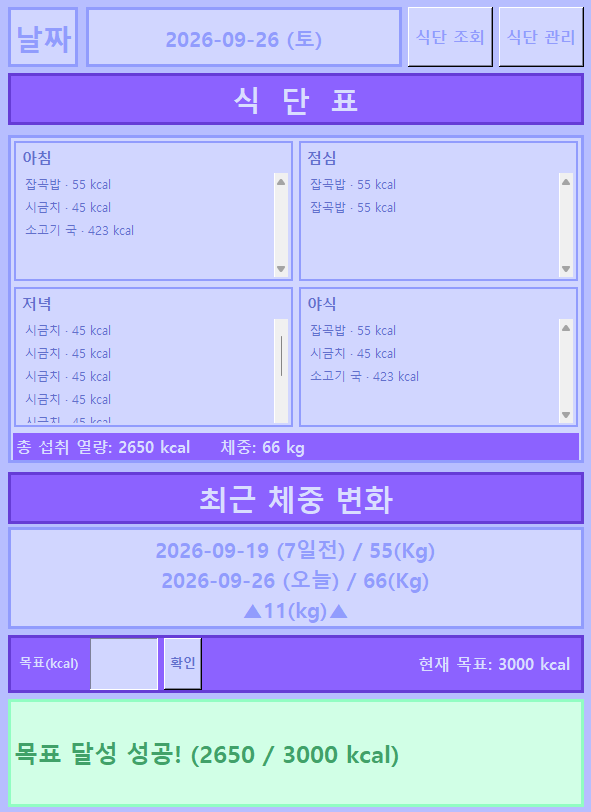 날짜 2026-09-26 (토) 식단 조회 식단 관리
식 단 표
아침
잡곡밥 · 55 kcal
시금치 · 45 kcal
소고기 국 · 423 kcal
점심
잡곡밥 · 55 kcal
잡곡밥 · 55 kcal
저녁
시금치 · 45 kcal
시금치 · 45 kcal
시금치 · 45 kcal
시금치 · 45 kcal
시금치 · 45 kcal
야식
잡곡밥 · 55 kcal
시금치 · 45 kcal
소고기 국 · 423 kcal
총 섭취 열량: 2650 kcal 체중: 66 kg
최근 체중 변화
2026-09-19 (7일전) / 55(Kg)
2026-09-26 (오늘) / 66(Kg)
▲11(kg)▲
목표(kcal) 확인 현재 목표: 3000 kcal
목표 달성 성공! (2650 / 3000 kcal)